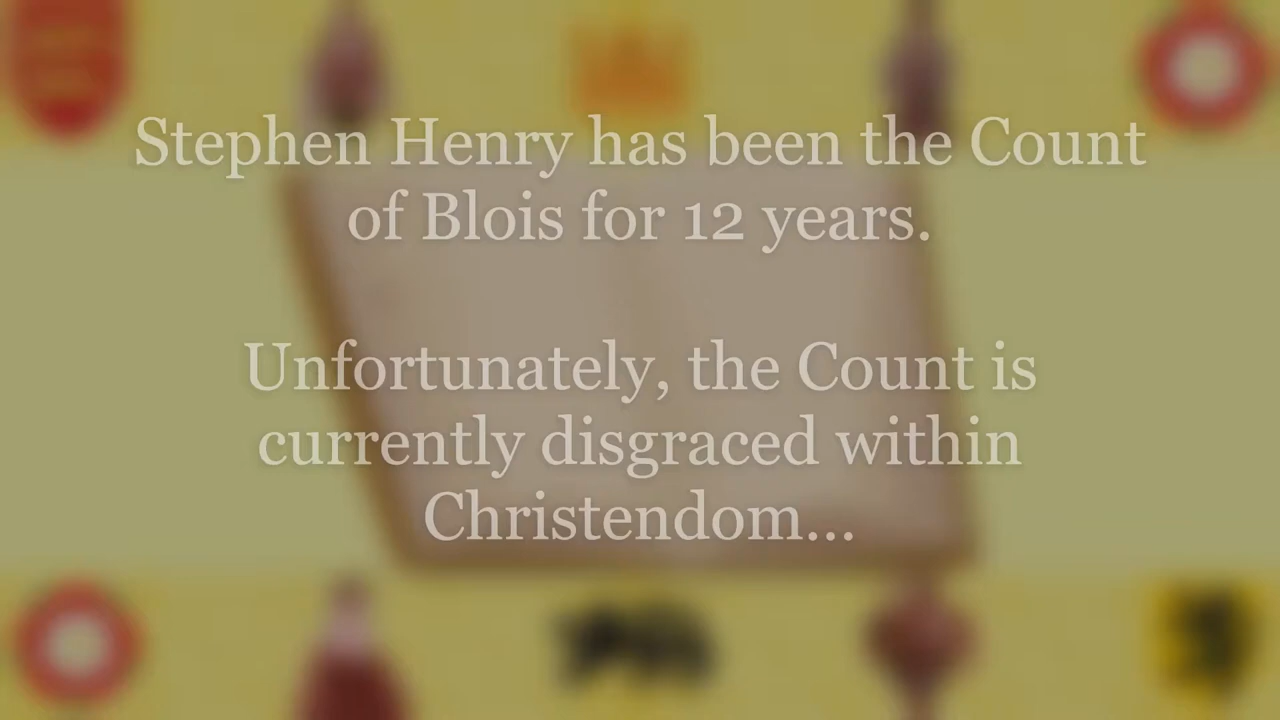 Stephen Henry has been the Count
of Blois for 12 years.
Unfortunately, the Count is
currently disgraced within
Christendom...